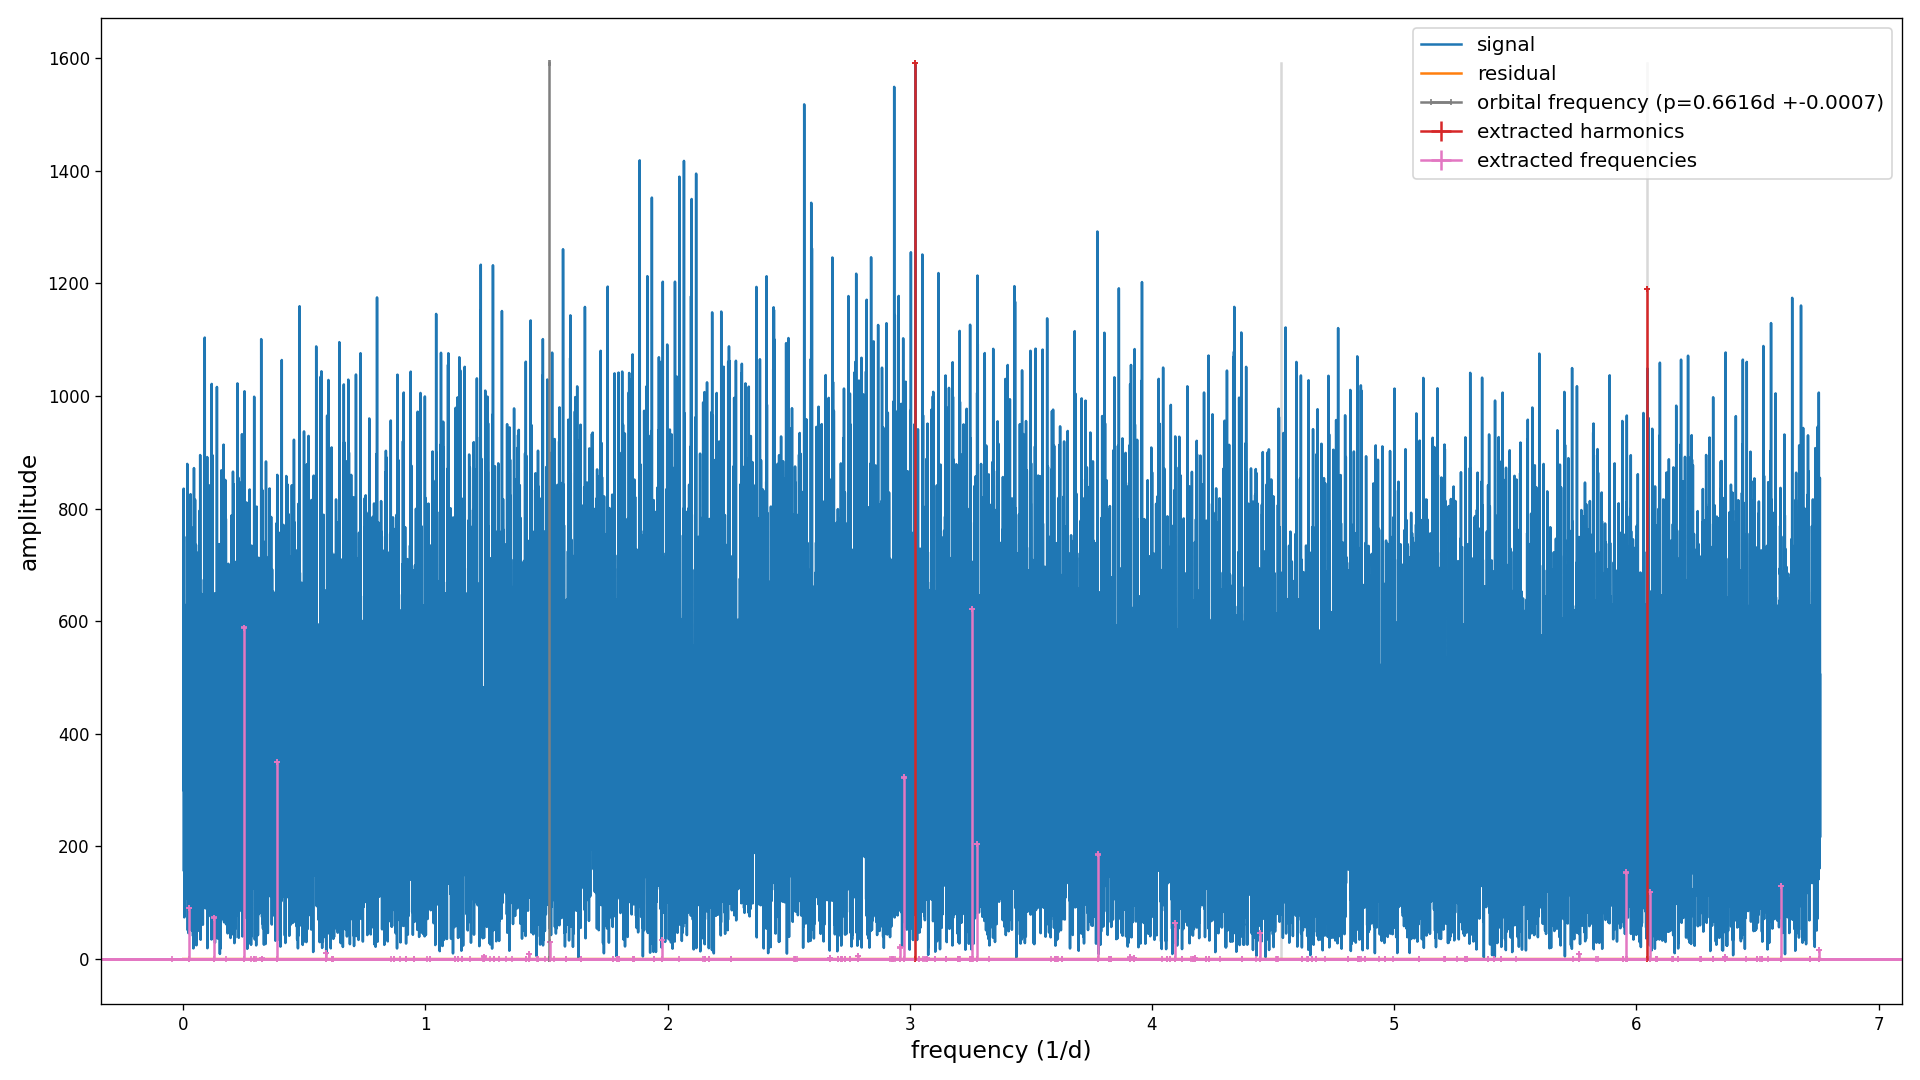 signal
residual
orbital frequency (p=0.6616d +-0.0007)
extracted harmonics
extracted frequencies
1600
1400
1200
1000
800
600
400
200
0
amplitude
0 1 2 3 4 5 6 7
frequency (1/d)